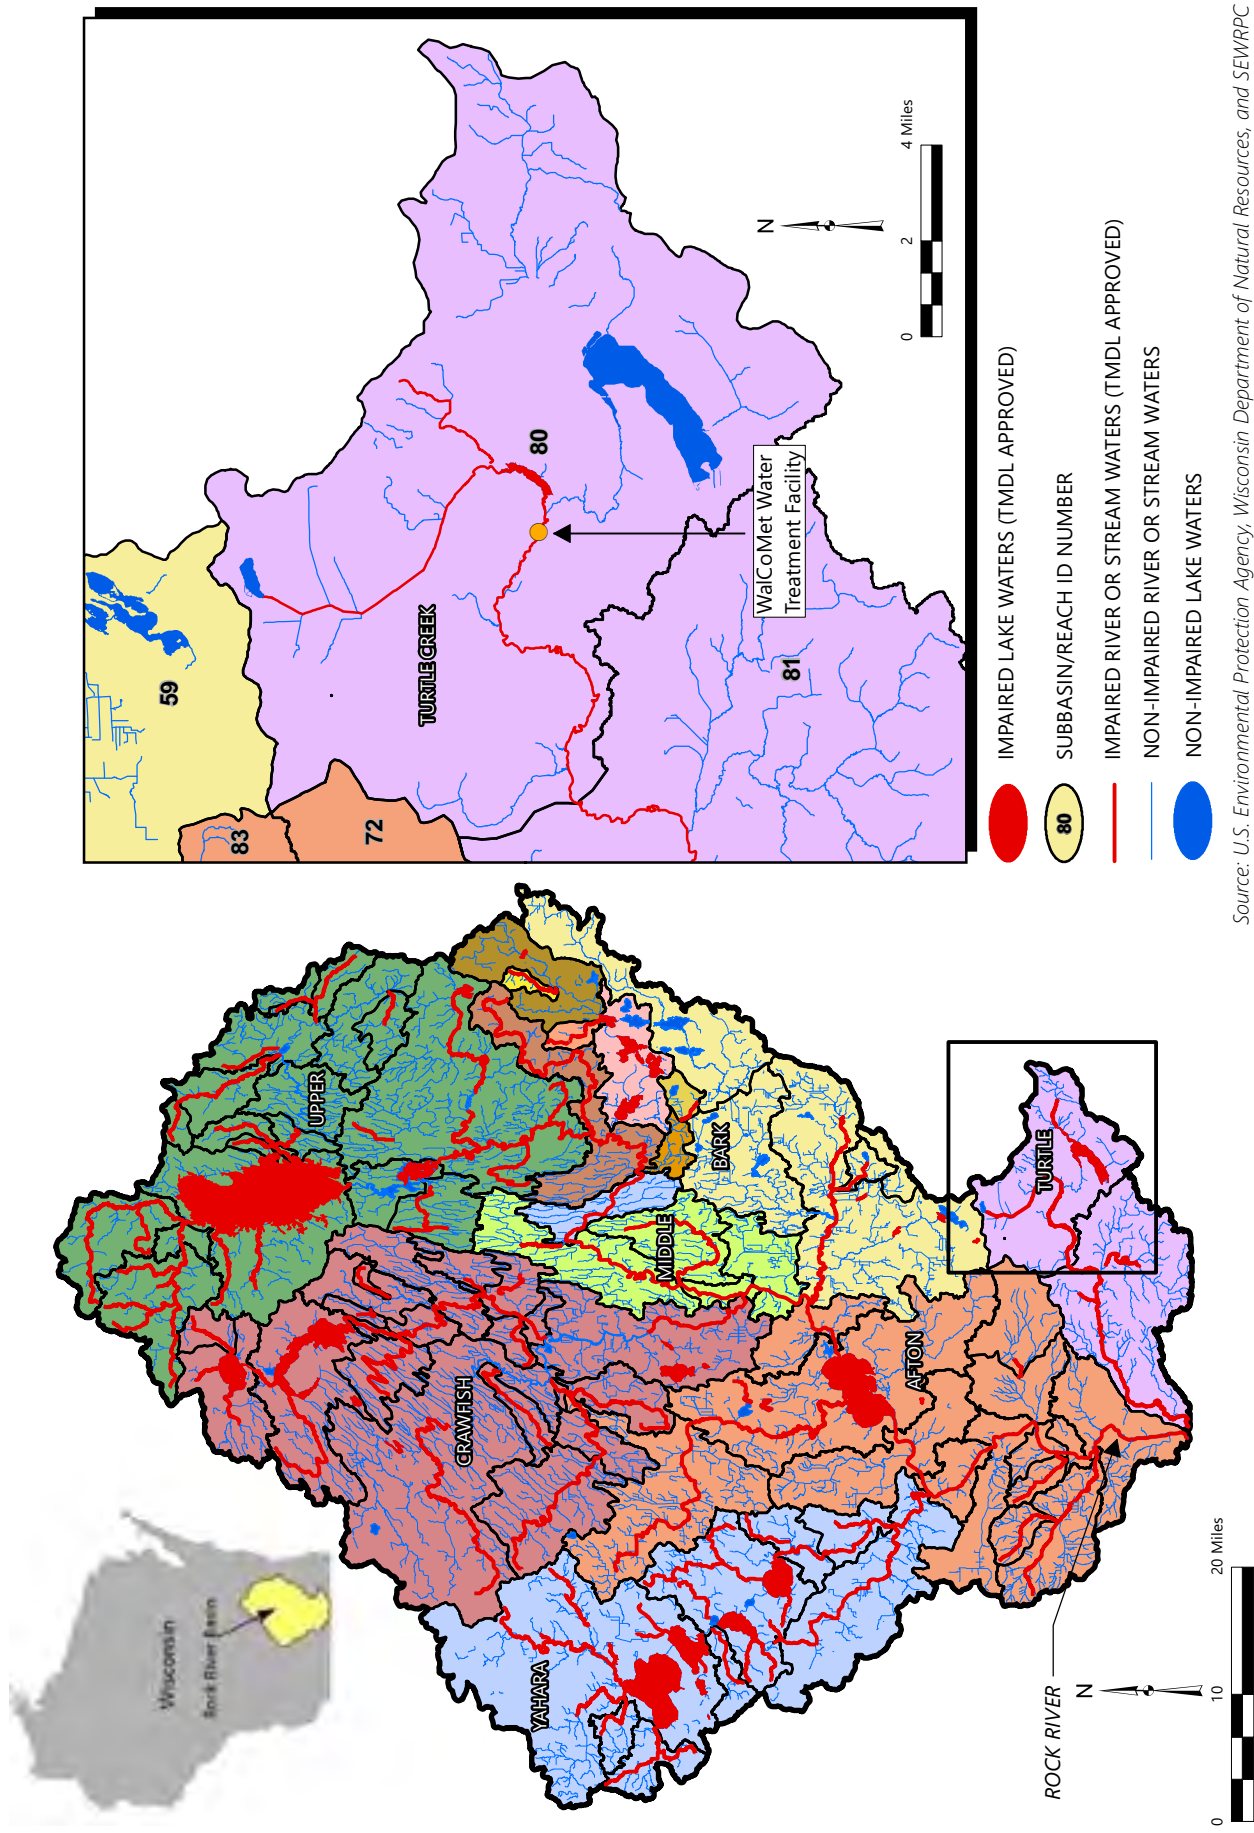 Wisconsin
Rock River Basin
UPPER
CRAWFISH
MIDDLE
BARK
YAHARA
AFTON
TURTLE
ROCK RIVER
N
0
10
20 Miles
59
83
72
TURTLE CREEK
80
81
WalCoMet Water
Treatment Facility
N
0
2
4 Miles
IMPAIRED LAKE WATERS (TMDL APPROVED)
80
SUBBASIN/REACH ID NUMBER
IMPAIRED RIVER OR STREAM WATERS (TMDL APPROVED)
NON-IMPAIRED RIVER OR STREAM WATERS
NON-IMPAIRED LAKE WATERS
Source: U.S. Environmental Protection Agency, Wisconsin Department of Natural Resources, and SEWRPC